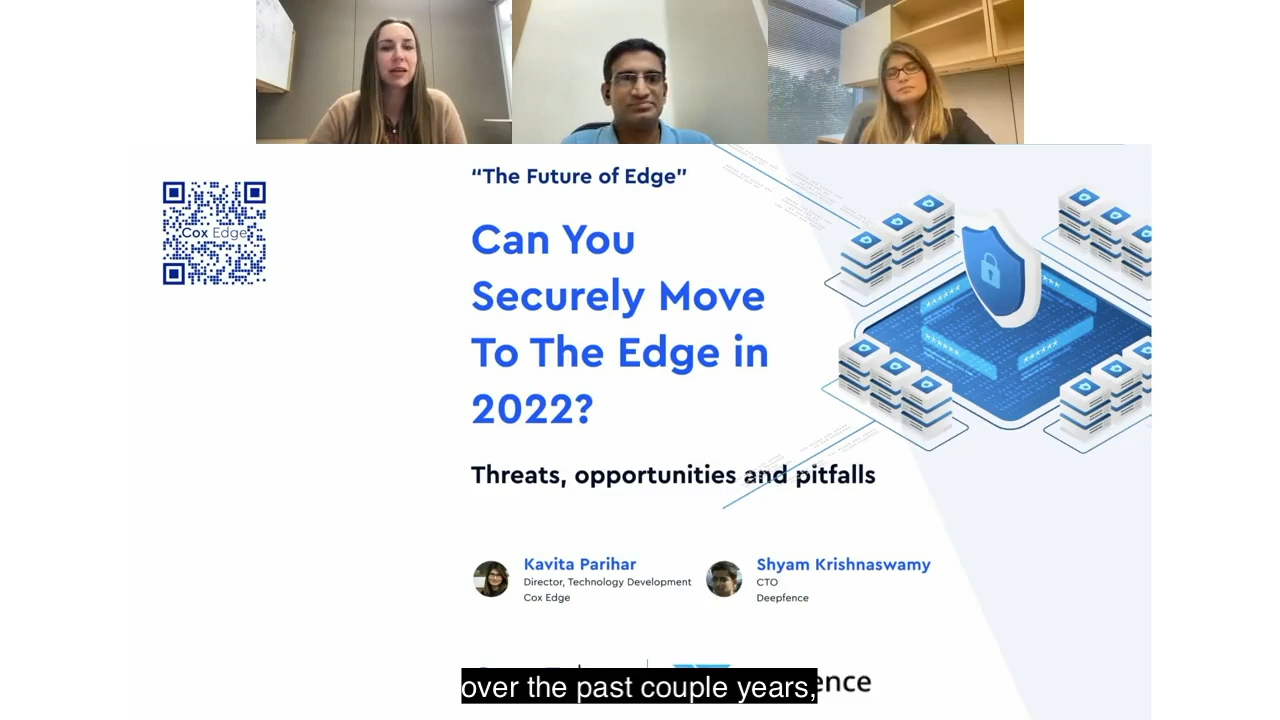 Cox Edge
“The Future of Edge”
Can You
Securely Move
To The Edge in
2022?
Threats, opportunities and pitfalls
Kavita Parihar
Director, Technology Development
Cox Edge
Shyam Krishnaswamy
CTO
Deepfence
over the past couple years,
ence